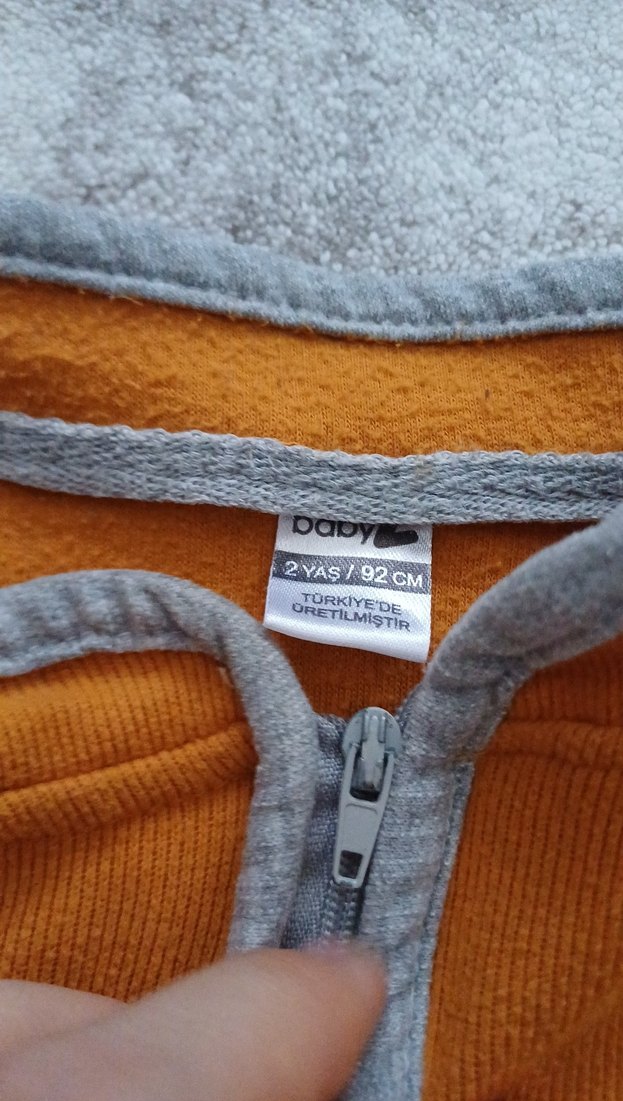 baby
2 YAŞ / 92 CM
TÜRKİYE'DE
ÜRETİLMİŞTİR